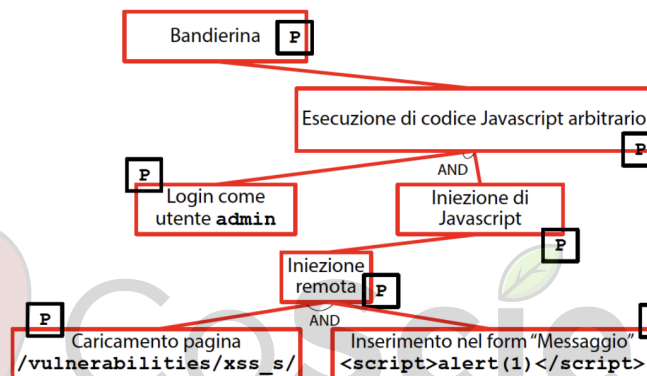 Bandierina P
Esecuzione di codice Javascript arbitrario
P
P
AND
Login come
utente admin
Iniezione di
Javascript
P
Iniezione
remota
P
P
AND
Caricamento pagina
/vulnerabilities/xss_s/
Inserimento nel form “Messaggio”
<script>alert(1)</script>
CoScie